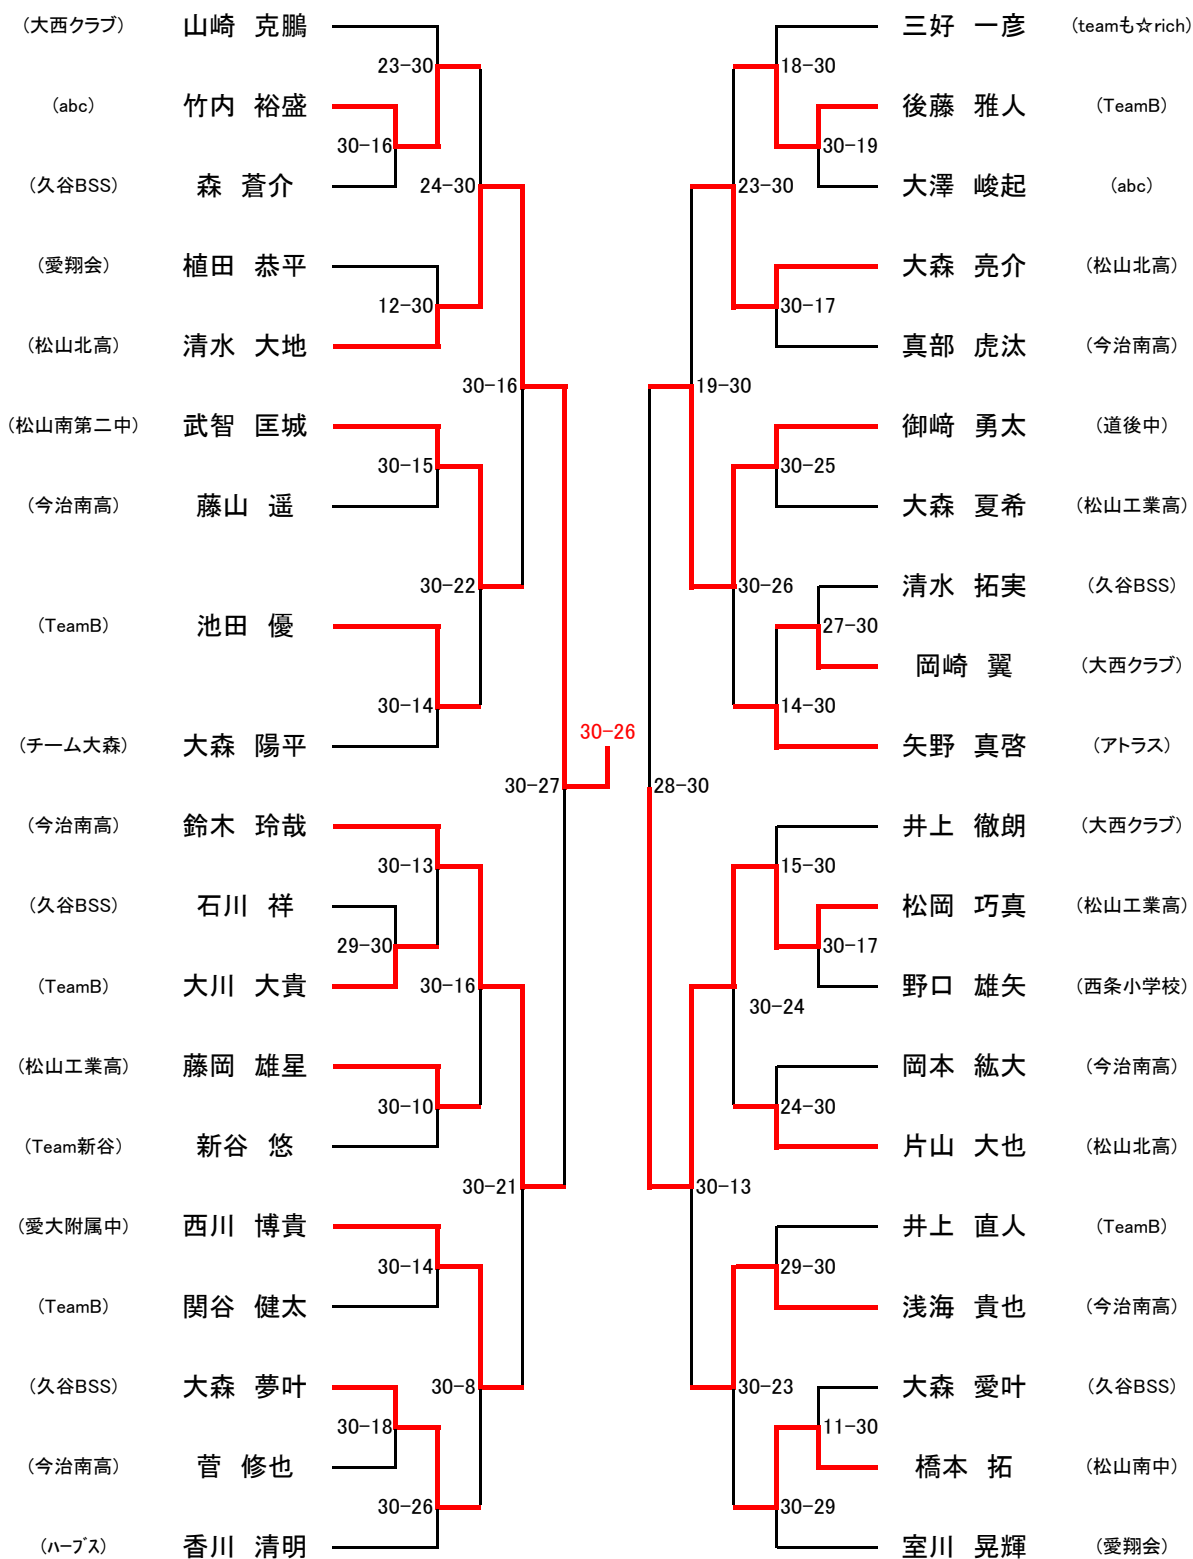 (大西クラブ) 山崎 克鵬
23-30
(abc) 竹内 裕盛
30-16
(久谷BSS) 森 蒼介
24-30
(愛翔会) 植田 恭平
12-30
(松山北高) 清水 大地
30-16
(松山南第二中) 武智 匡城
30-15
(今治南高) 藤山 遥
30-22
(TeamB) 池田 優
30-14
(チーム大森) 大森 陽平
30-27
(今治南高) 鈴木 玲哉
30-13
(久谷BSS) 石川 祥
29-30
(TeamB) 大川 大貴
30-16
(松山工業高) 藤岡 雄星
30-10
(Team新谷) 新谷 悠
30-21
(愛大附属中) 西川 博貴
30-14
(TeamB) 関谷 健太
30-8
(久谷BSS) 大森 夢叶
30-18
(今治南高) 菅 修也
30-26
(ハーブス) 香川 清明
30-26
三好 一彦 (teamも☆rich)
18-30
後藤 雅人 (TeamB)
30-19
大澤 峻起 (abc)
23-30
大森 亮介 (松山北高)
30-17
真部 虎汰 (今治南高)
19-30
御﨑 勇太 (道後中)
30-25
大森 夏希 (松山工業高)
30-26
清水 拓実 (久谷BSS)
27-30
岡崎 翼 (大西クラブ)
14-30
矢野 真啓 (アトラス)
28-30
井上 徹朗 (大西クラブ)
15-30
松岡 巧真 (松山工業高)
30-17
野口 雄矢 (西条小学校)
30-24
岡本 紘大 (今治南高)
24-30
片山 大也 (松山北高)
30-13
井上 直人 (TeamB)
29-30
浅海 貴也 (今治南高)
30-23
大森 愛叶 (久谷BSS)
11-30
橋本 拓 (松山南中)
30-29
室川 晃輝 (愛翔会)